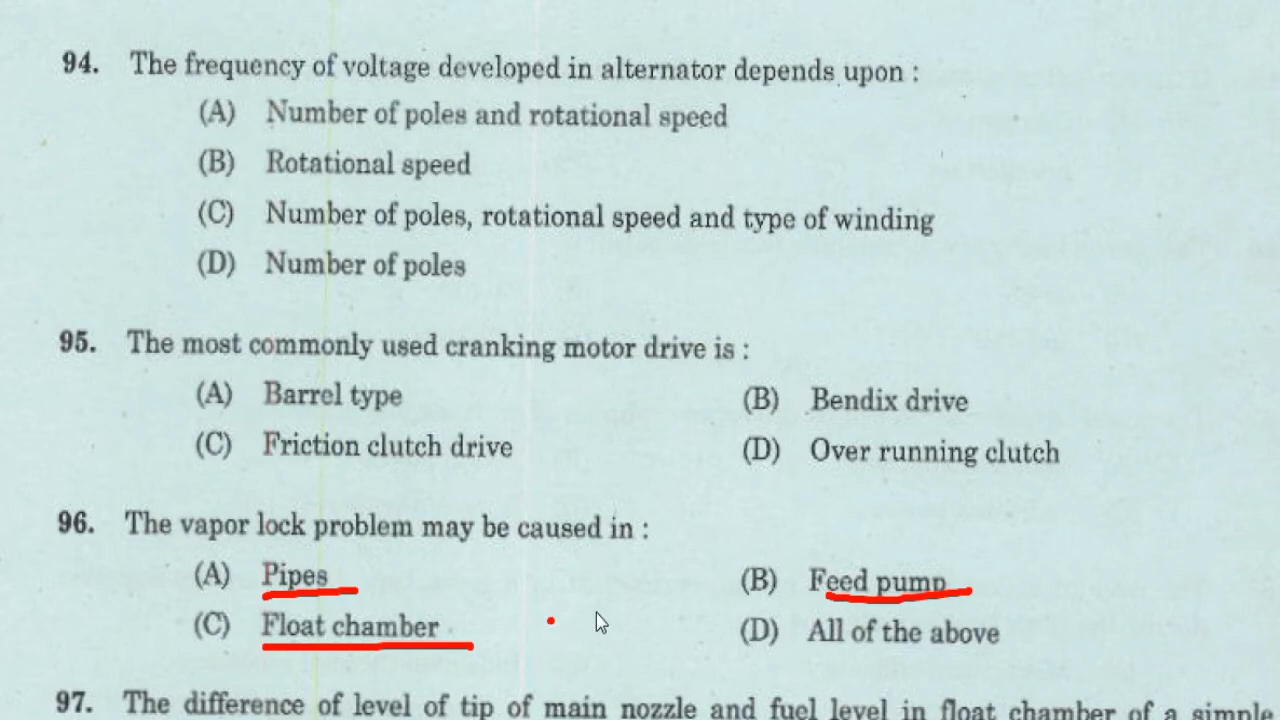 94. The frequency of voltage developed in alternator depends upon :
(A) Number of poles and rotational speed
(B) Rotational speed
(C) Number of poles, rotational speed and type of winding
(D) Number of poles
95. The most commonly used cranking motor drive is :
(A) Barrel type (B) Bendix drive
(C) Friction clutch drive (D) Over running clutch
96. The vapor lock problem may be caused in :
(A) Pipes (B) Feed pump
(C) Float chamber (D) All of the above
97. The difference of level of tip of main nozzle and fuel level in float chamber of a simple